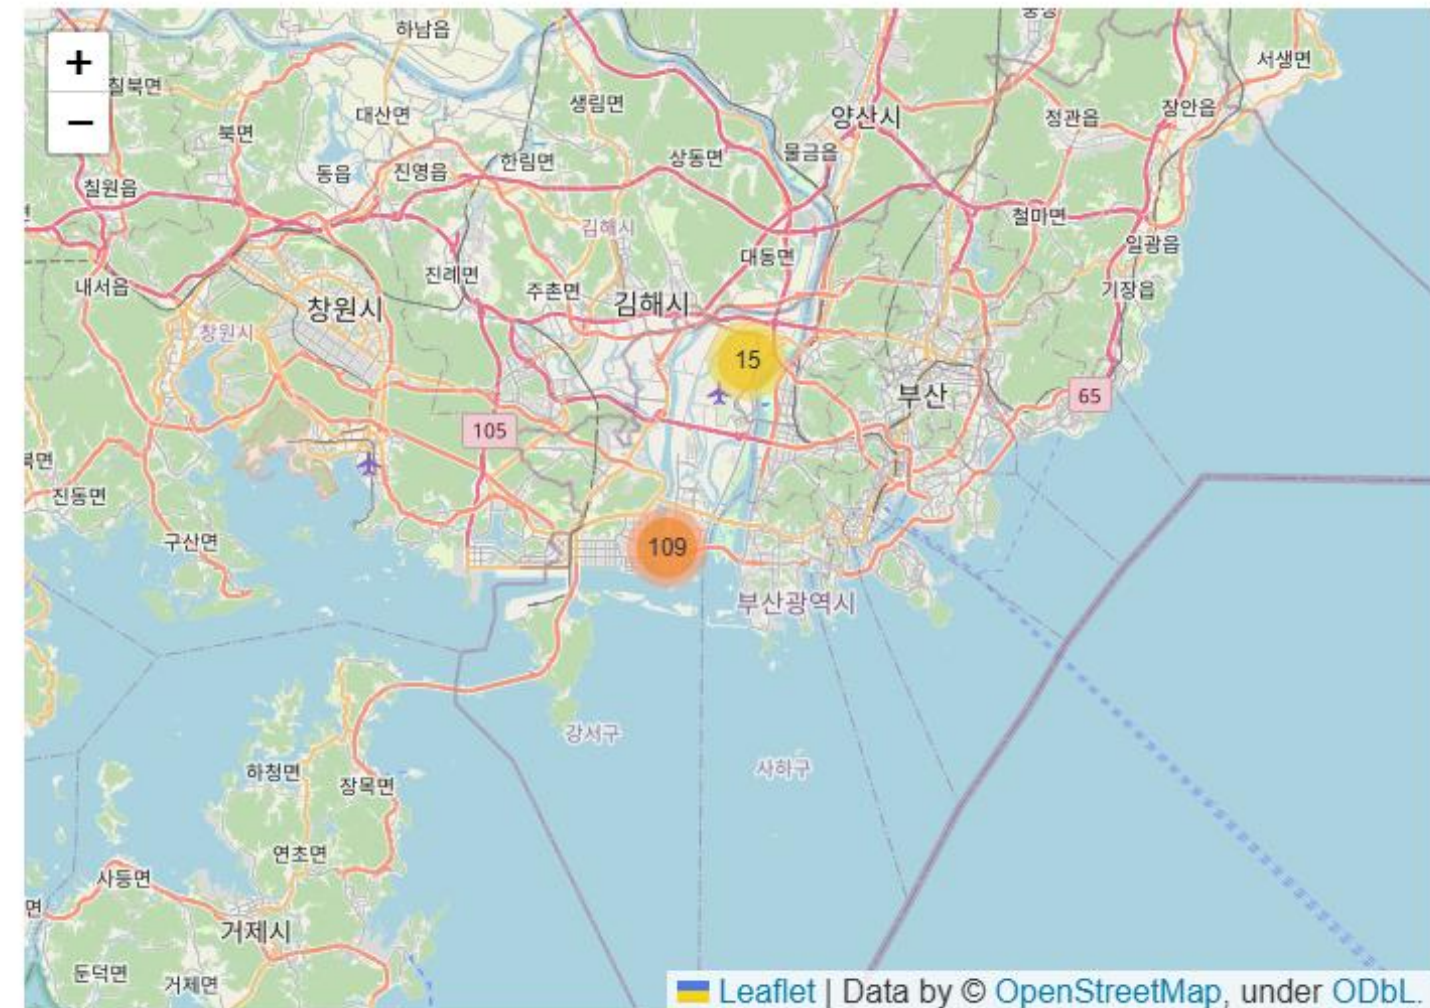 하남읍
서생면
+
칠북면
−
생림면
대산면
양산시
정관읍
장안읍
북면
한림면
상동면
물금읍
동읍
진영읍
칠원읍
김해시
철마면
일광읍
대동면
내서읍
진례면
주촌면
김해시
기장읍
창원시
창원시
15
부산
65
105
진동면
구산면
109
부산광역시
강서구
사하구
하청면
장목면
연초면
사등면
거제시
둔덕면
거제면
Leaflet | Data by © OpenStreetMap, under ODbL.